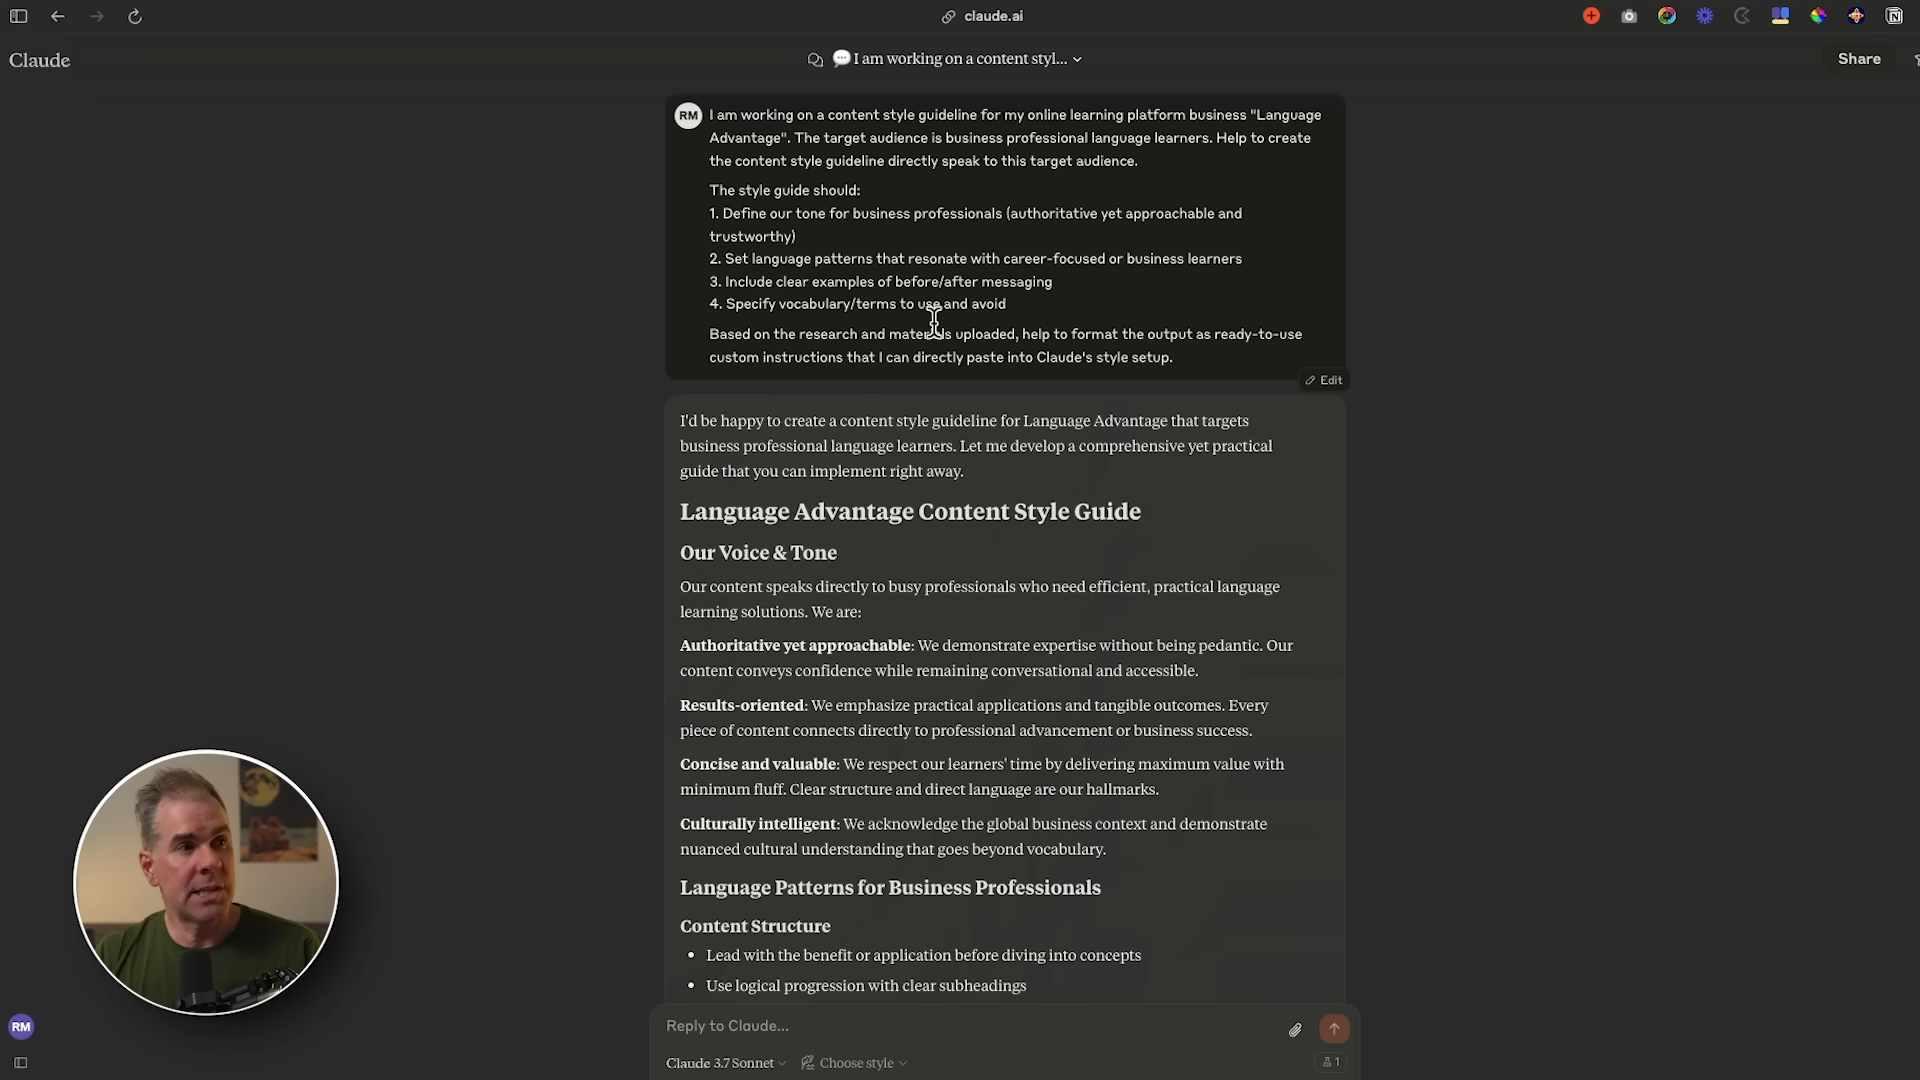 claude.ai
Claude
I am working on a content styl...
Share
RM
I am working on a content style guideline for my online learning platform business "Language
Advantage". The target audience is business professional language learners. Help to create
the content style guideline directly speak to this target audience.
The style guide should:
1. Define our tone for business professionals (authoritative yet approachable and
trustworthy)
2. Set language patterns that resonate with career-focused or business learners
3. Include clear examples of before/after messaging
4. Specify vocabulary/terms to use and avoid
Based on the research and materials uploaded, help to format the output as ready-to-use
custom instructions that I can directly paste into Claude's style setup.
Edit
I'd be happy to create a content style guideline for Language Advantage that targets
business professional language learners. Let me develop a comprehensive yet practical
guide that you can implement right away.
Language Advantage Content Style Guide
Our Voice & Tone
Our content speaks directly to busy professionals who need efficient, practical language
learning solutions. We are:
Authoritative yet approachable: We demonstrate expertise without being pedantic. Our
content conveys confidence while remaining conversational and accessible.
Results-oriented: We emphasize practical applications and tangible outcomes. Every
piece of content connects directly to professional advancement or business success.
Concise and valuable: We respect our learners' time by delivering maximum value with
minimum fluff. Clear structure and direct language are our hallmarks.
Culturally intelligent: We acknowledge the global business context and demonstrate
nuanced cultural understanding that goes beyond vocabulary.
Language Patterns for Business Professionals
Content Structure
• Lead with the benefit or application before diving into concepts
• Use logical progression with clear subheadings
Reply to Claude...
RM
Claude 3.7 Sonnet
Choose style
1